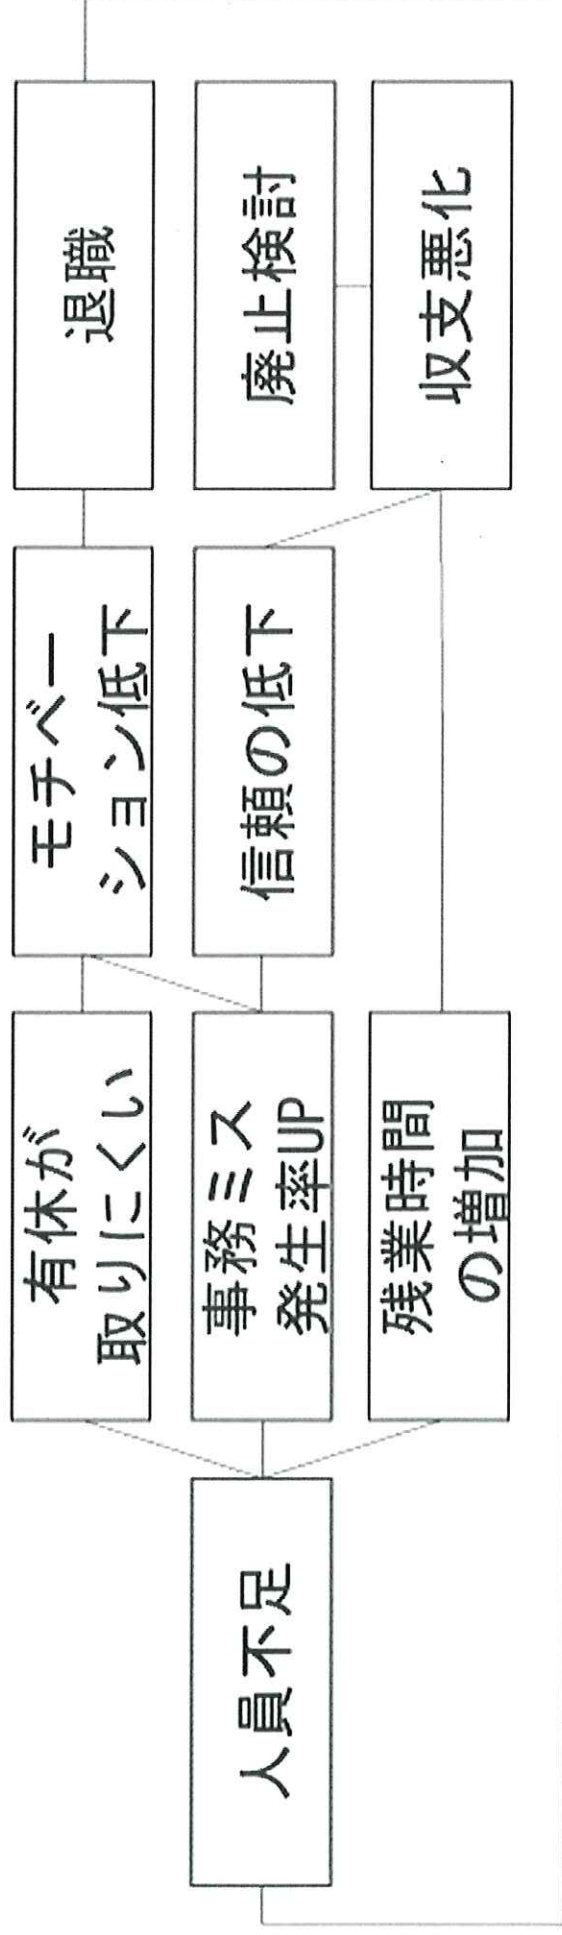 人員不足
有休が
取りにくい
事務ミス
発生率UP
残業時間
の増加
モチベー
ション低下
信頼の低下
退職
廃止検討
収支悪化